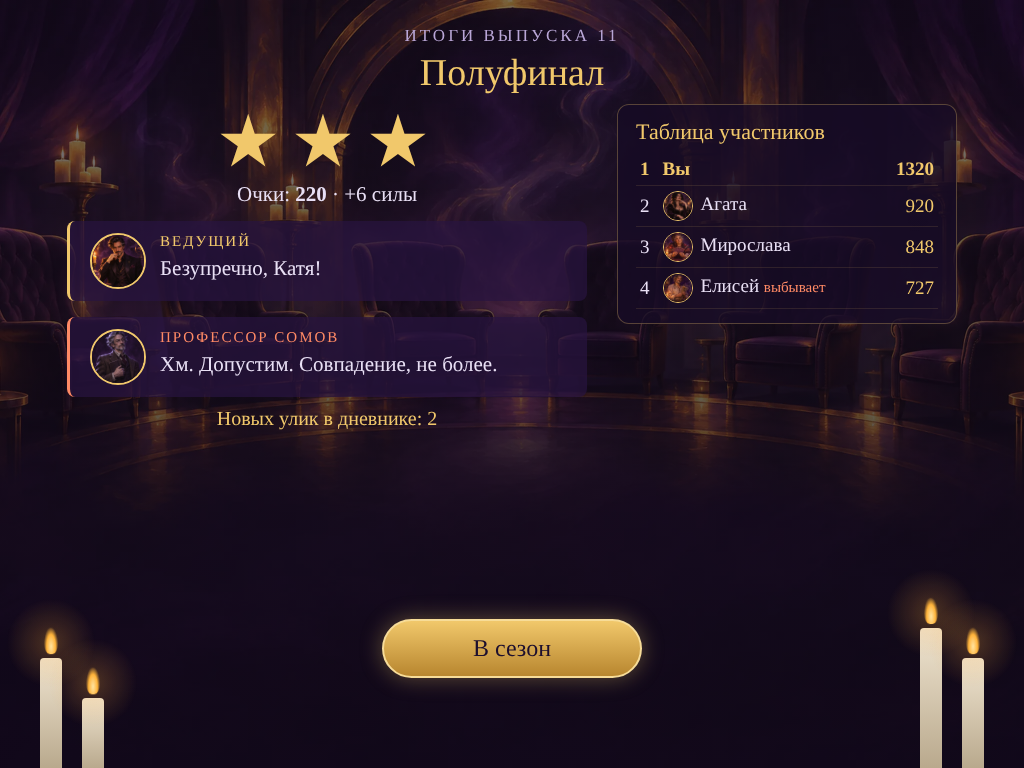 ИТОГИ ВЫПУСКА 11
Полуфинал
Очки: 220 · +6 силы
ВЕДУЩИЙ
Безупречно, Катя!
ПРОФЕССОР СОМОВ
Хм. Допустим. Совпадение, не более.
Новых улик в дневнике: 2
Таблица участников
1 Вы 1320
2 Агата 920
3 Мирослава 848
4 Елисей выбывает 727
В сезон